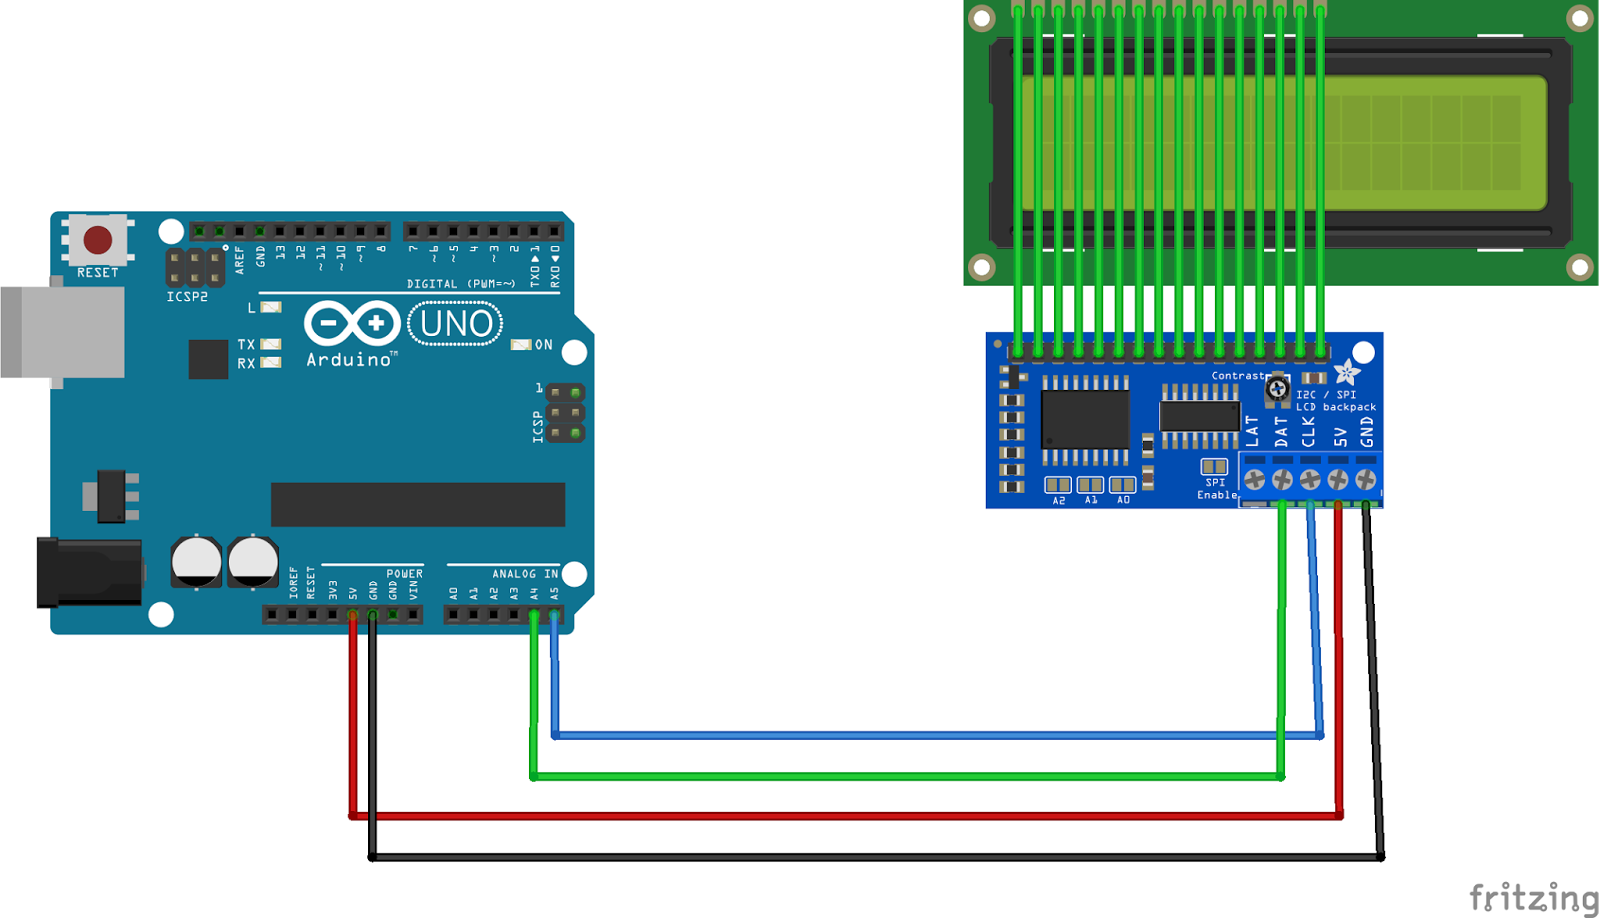 RESET
ICSP2
AREF
GND
13
12
~11
~10
~9
8
7
~6
~5
4
~3
2
TX0 ▶ 1
RX0 ◀ 0
DIGITAL (PWM=~)
L
TX
RX
Arduino™
UNO
ON
1
ICSP
IOREF
RESET
3V3
5V
GND
GND
VIN
POWER
ANALOG IN
A0
A1
A2
A3
A4
A5
Contrast
I2C / SPI
LCD backpack
LAT
DAT
CLK
5V
GND
SPI
Enable
A2
A1
A0
fritzing